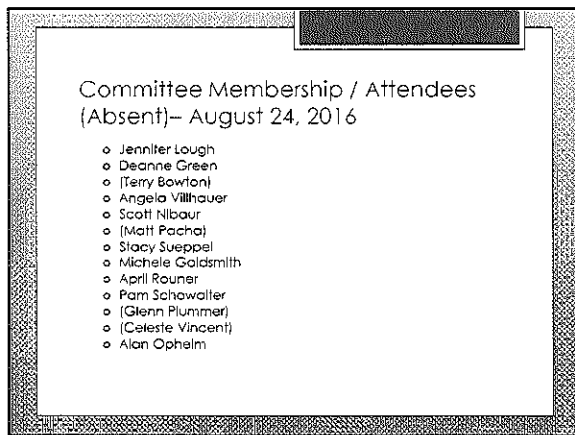 Committee Membership / Attendees
(Absent)– August 24, 2016
Jennifer Lough
Deanne Green
(Terry Bowton)
Angela Villhauer
Scott Nibaur
(Matt Pacha)
Stacy Sueppel
Michele Goldsmith
April Rouner
Pam Schowalter
(Glenn Plummer)
(Celeste Vincent)
Alan Opheim